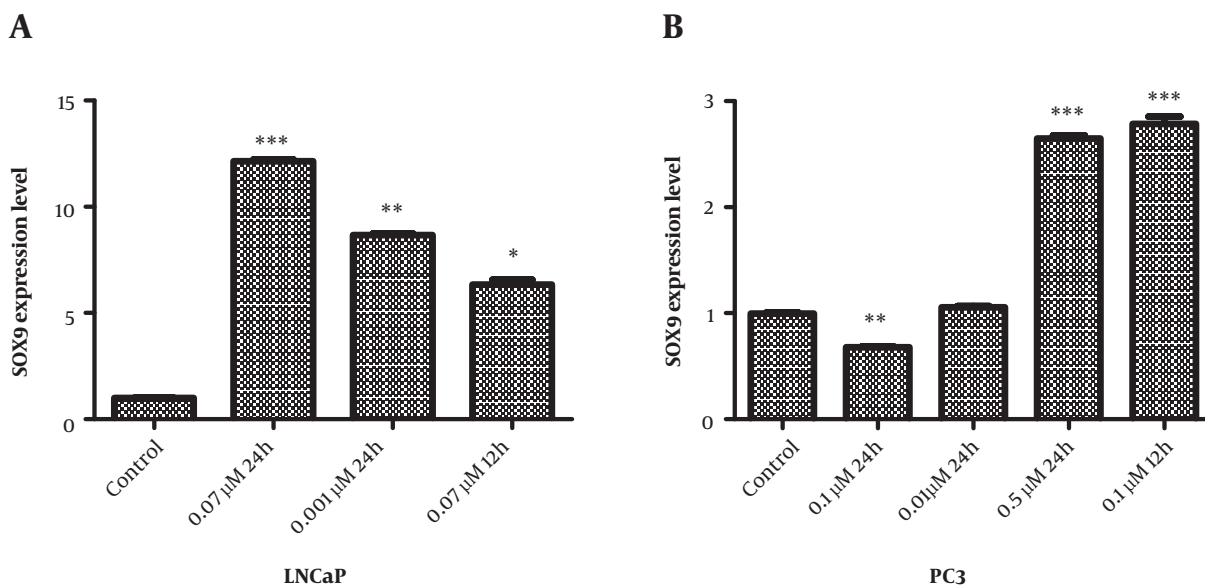 A
SOX9 expression level
15
10
5
0
***
**
*
Control
0.07 µM 24h
0.001 µM 24h
0.07 µM 12h
LNCaP
B
SOX9 expression level
3
2
1
0
**
***
***
Control
0.1 µM 24h
0.01µM 24h
0.5 µM 24h
0.1 µM 12h
PC3